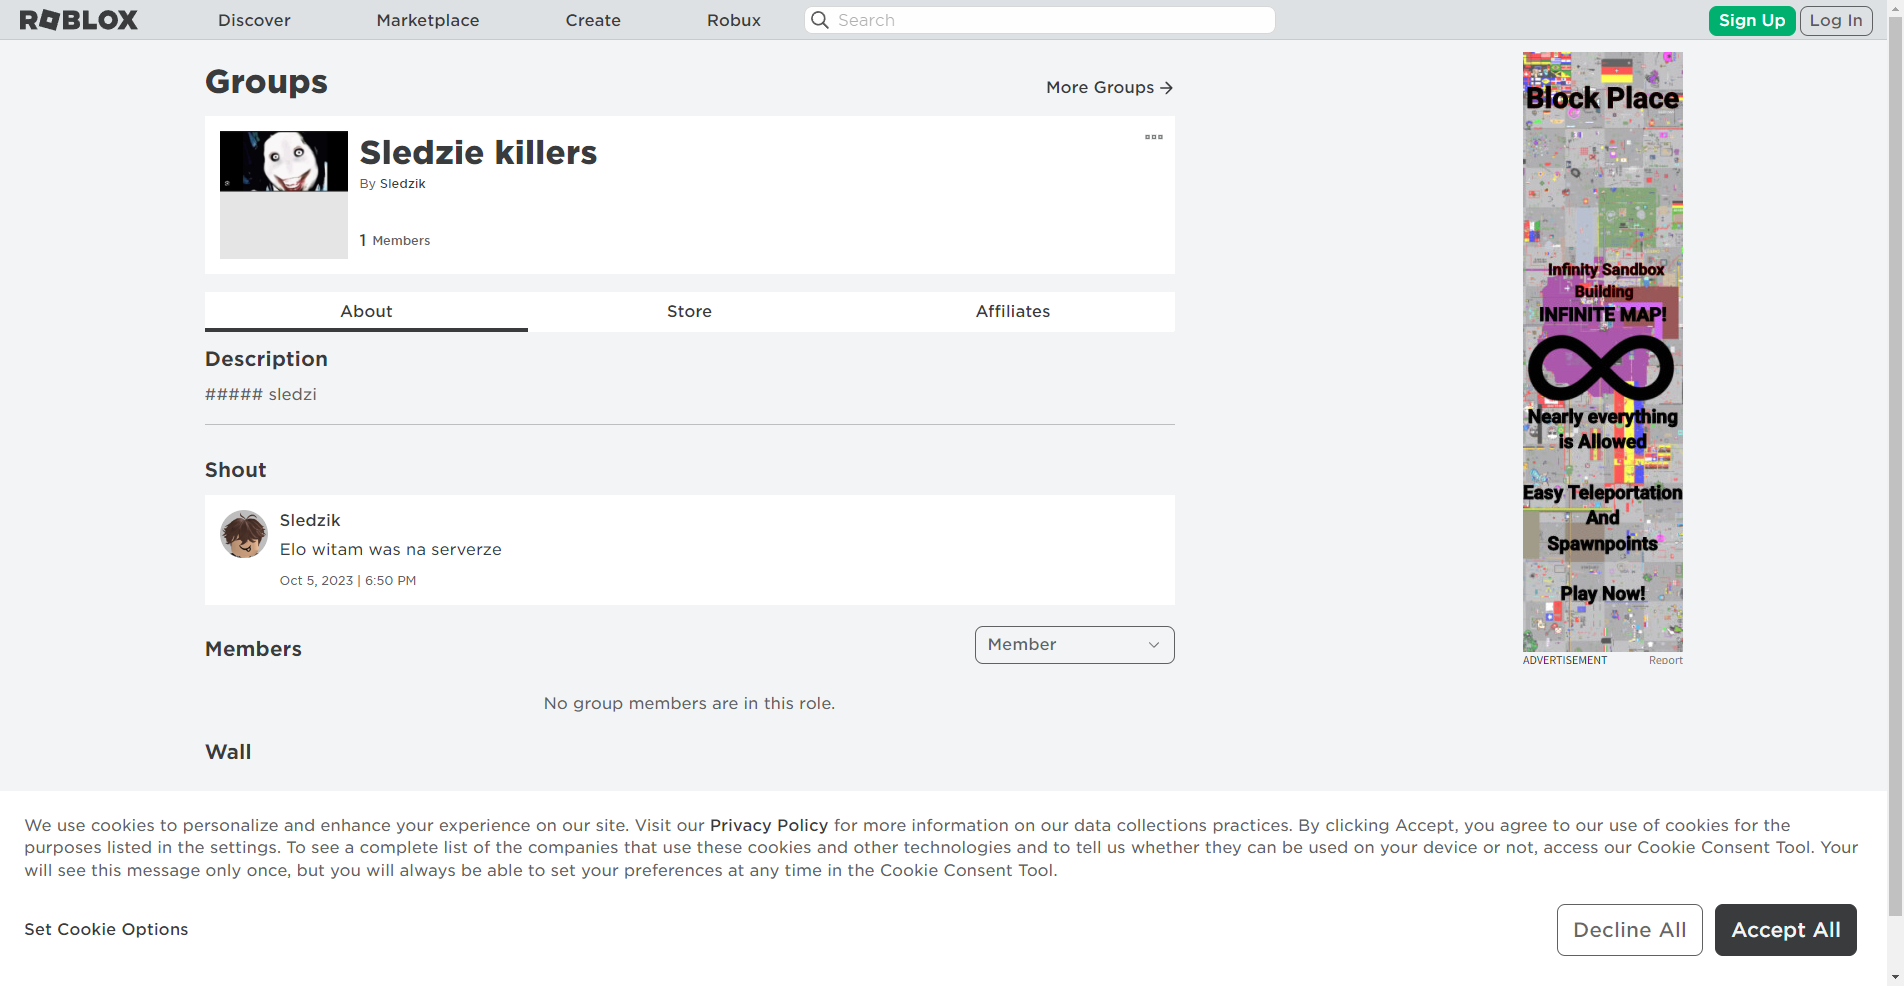 ROBLOX
Discover
Marketplace
Create
Robux
Search
Sign Up
Log In
Groups
More Groups
Sledzie killers
By Sledzik
1 Members
About
Store
Affiliates
Description
##### sledzi
Shout
Sledzik
Elo witam was na serverze
Oct 5, 2023 | 6:50 PM
Members
Member
No group members are in this role.
Wall
Block Place
Infinity Sandbox
Building
INFINITE MAP!
Nearly everything
is Allowed
Easy Teleportation
And
Spawnpoints
Play Now!
ADVERTISEMENT
Report
We use cookies to personalize and enhance your experience on our site. Visit our Privacy Policy for more information on our data collections practices. By clicking Accept, you agree to our use of cookies for the
purposes listed in the settings. To see a complete list of the companies that use these cookies and other technologies and to tell us whether they can be used on your device or not, access our Cookie Consent Tool. Your
will see this message only once, but you will always be able to set your preferences at any time in the Cookie Consent Tool.
Set Cookie Options
Decline All
Accept All